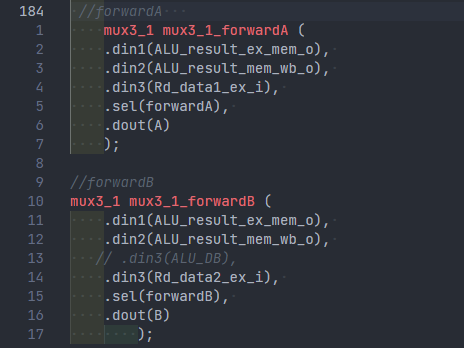 184 //forwardA
1 mux3_1 mux3_1_forwardA (
2 .din1(ALU_result_ex_mem_o),
3 .din2(ALU_result_mem_wb_o),
4 .din3(Rd_data1_ex_i),
5 .sel(forwardA),
6 .dout(A)
7 );
8
9 //forwardB
10 mux3_1 mux3_1_forwardB (
11 .din1(ALU_result_ex_mem_o),
12 .din2(ALU_result_mem_wb_o),
13 // .din3(ALU_DB),
14 .din3(Rd_data2_ex_i),
15 .sel(forwardB),
16 .dout(B)
17 );